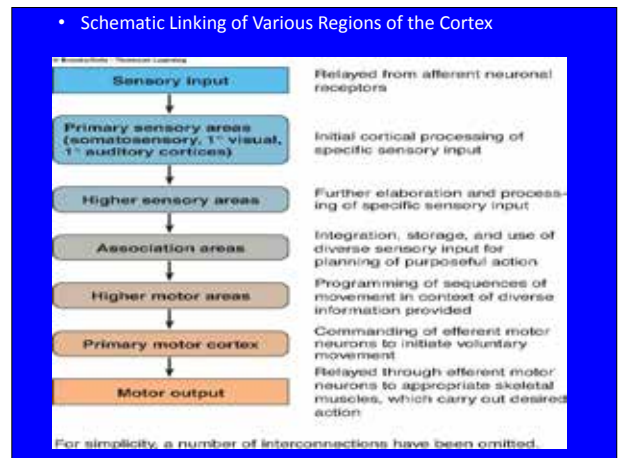 • Schematic Linking of Various Regions of the Cortex
© Brooks/Cole - Thomson Learning
Sensory input
Relayed from afferent neuronal
receptors
Primary sensory areas
(somatosensory, 1° visual,
1° auditory cortices)
Initial cortical processing of
specific sensory input
Higher sensory areas
Further elaboration and process-
ing of specific sensory input
Association areas
Integration, storage, and use of
diverse sensory input for
planning of purposeful action
Higher motor areas
Programming of sequences of
movement in context of diverse
information provided
Primary motor cortex
Commanding of efferent motor
neurons to initiate voluntary
movement
Motor output
Relayed through efferent motor
neurons to appropriate skeletal
muscles, which carry out desired
action
For simplicity, a number of interconnections have been omitted.